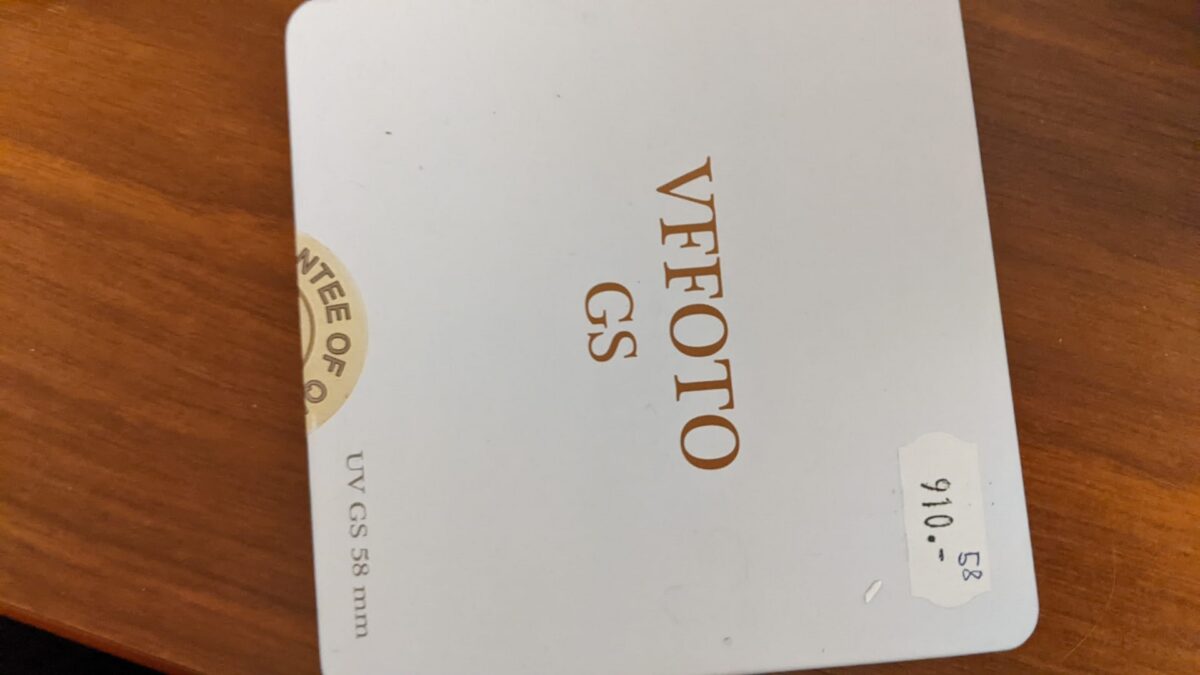 VFFOTO
GS
58
910.-
NTEE OF Q
UV GS 58 mm